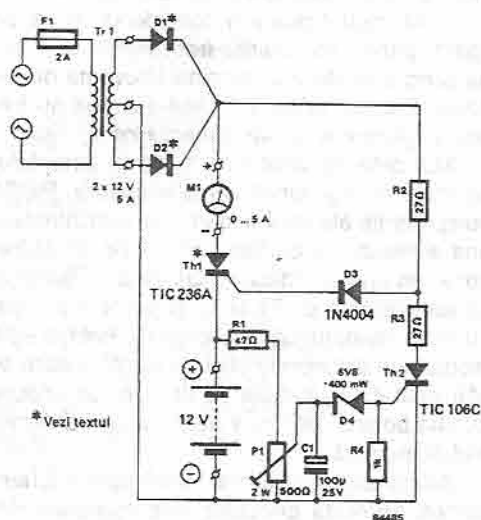 F1
2A
Tr 1
D1*
D2*
2 x 12 V
5 A
+
M1
0 ... 5 A
–
R2
27Ω
*
Th1
TIC 236A
D3
1N4004
R3
27Ω
R1
47Ω
Th2
TIC 106C
5V6
400 mW
D4
+
12 V
–
* Vezi textul
P1
2 W
500Ω
C1
100µ
25V
R4
1k
84485